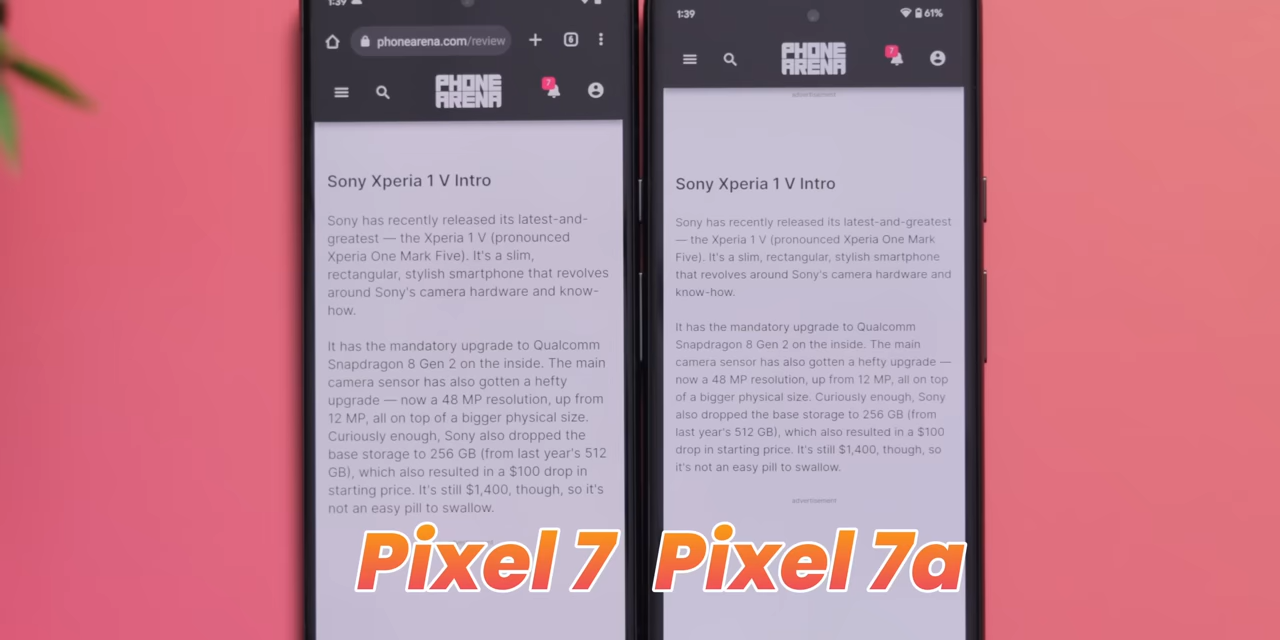 1:39
phonearena.com/review
6
PHONE
ARENA
7
Sony Xperia 1 V Intro
Sony has recently released its latest-and-
greatest — the Xperia 1 V (pronounced
Xperia One Mark Five). It's a slim,
rectangular, stylish smartphone that revolves
around Sony's camera hardware and know-
how.
It has the mandatory upgrade to Qualcomm
Snapdragon 8 Gen 2 on the inside. The main
camera sensor has also gotten a hefty
upgrade — now a 48 MP resolution, up from
12 MP, all on top of a bigger physical size.
Curiously enough, Sony also dropped the
base storage to 256 GB (from last year's 512
GB), which also resulted in a $100 drop in
starting price. It's still $1,400, though, so it's
not an easy pill to swallow.
Pixel 7
1:39
61%
PHONE
ARENA
7
advertisement
Sony Xperia 1 V Intro
Sony has recently released its latest-and-greatest
— the Xperia 1 V (pronounced Xperia One Mark
Five). It's a slim, rectangular, stylish smartphone
that revolves around Sony's camera hardware and
know-how.
It has the mandatory upgrade to Qualcomm
Snapdragon 8 Gen 2 on the inside. The main
camera sensor has also gotten a hefty upgrade —
now a 48 MP resolution, up from 12 MP, all on top
of a bigger physical size. Curiously enough, Sony
also dropped the base storage to 256 GB (from
last year's 512 GB), which also resulted in a $100
drop in starting price. It's still $1,400, though, so
it's not an easy pill to swallow.
advertisement
Pixel 7a